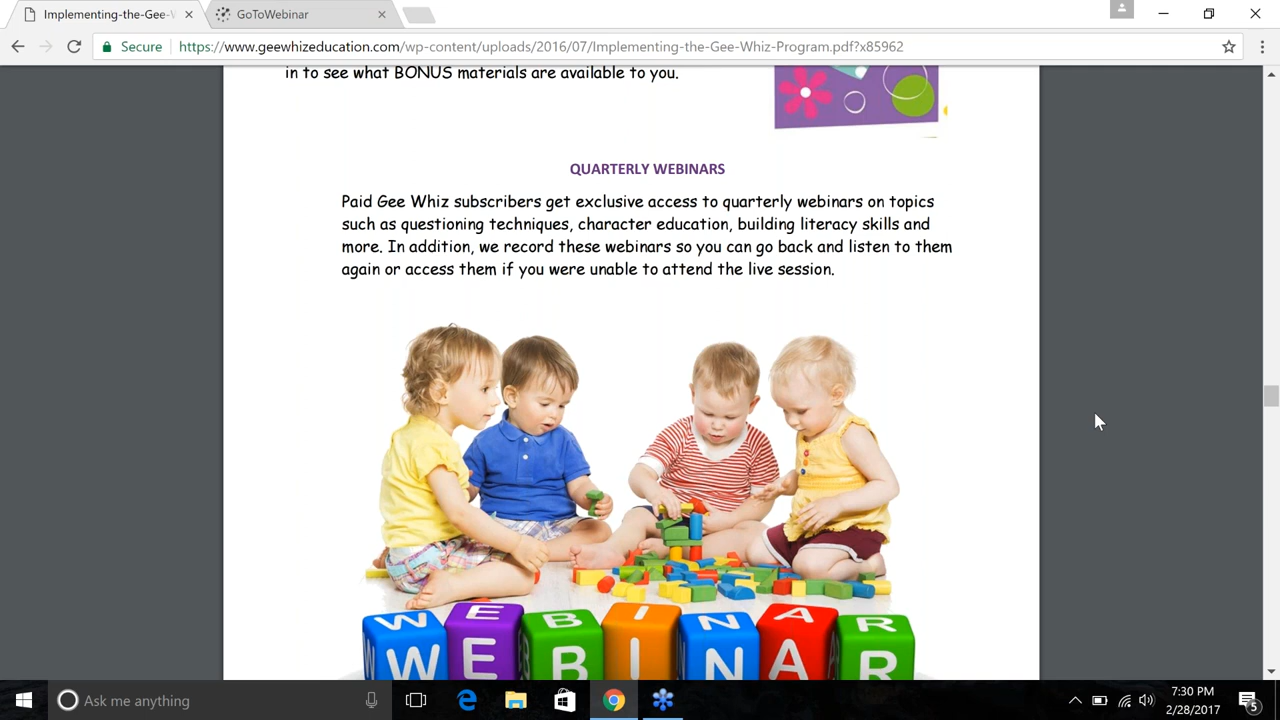 Implementing-the-Gee-W
GoToWebinar
Secure
https://www.geewhizeducation.com/wp-content/uploads/2016/07/Implementing-the-Gee-Whiz-Program.pdf?x85962
in to see what BONUS materials are available to you.
QUARTERLY WEBINARS
Paid Gee Whiz subscribers get exclusive access to quarterly webinars on topics
such as questioning techniques, character education, building literacy skills and
more. In addition, we record these webinars so you can go back and listen to them
again or access them if you were unable to attend the live session.
WEBINAR
WEBINAR
Ask me anything
7:30 PM
2/28/2017
5